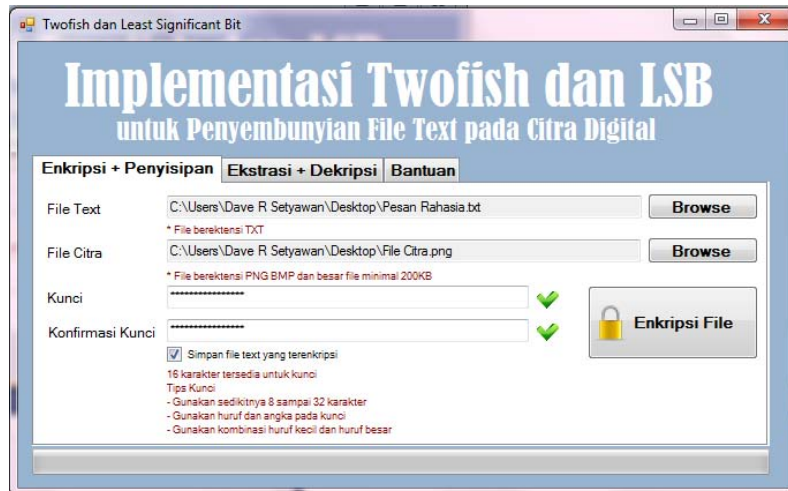 Twofish dan Least Significant Bit
Implementasi Twofish dan LSB
untuk Penyembunyian File Text pada Citra Digital
Enkripsi + Penyisipan Ekstrasi + Dekripsi Bantuan
File Text C:\Users\Dave R Setyawan\Desktop\Pesan Rahasia.txt Browse
* File berektensi TXT
File Citra C:\Users\Dave R Setyawan\Desktop\File Citra.png Browse
* File berektensi PNG BMP dan besar file minimal 200KB
Kunci ****************
Konfirmasi Kunci ****************
Enkripsi File
Simpan file text yang terenkripsi
16 karakter tersedia untuk kunci
Tips Kunci
- Gunakan sedikitnya 8 sampai 32 karakter
- Gunakan huruf dan angka pada kunci
- Gunakan kombinasi huruf kecil dan huruf besar